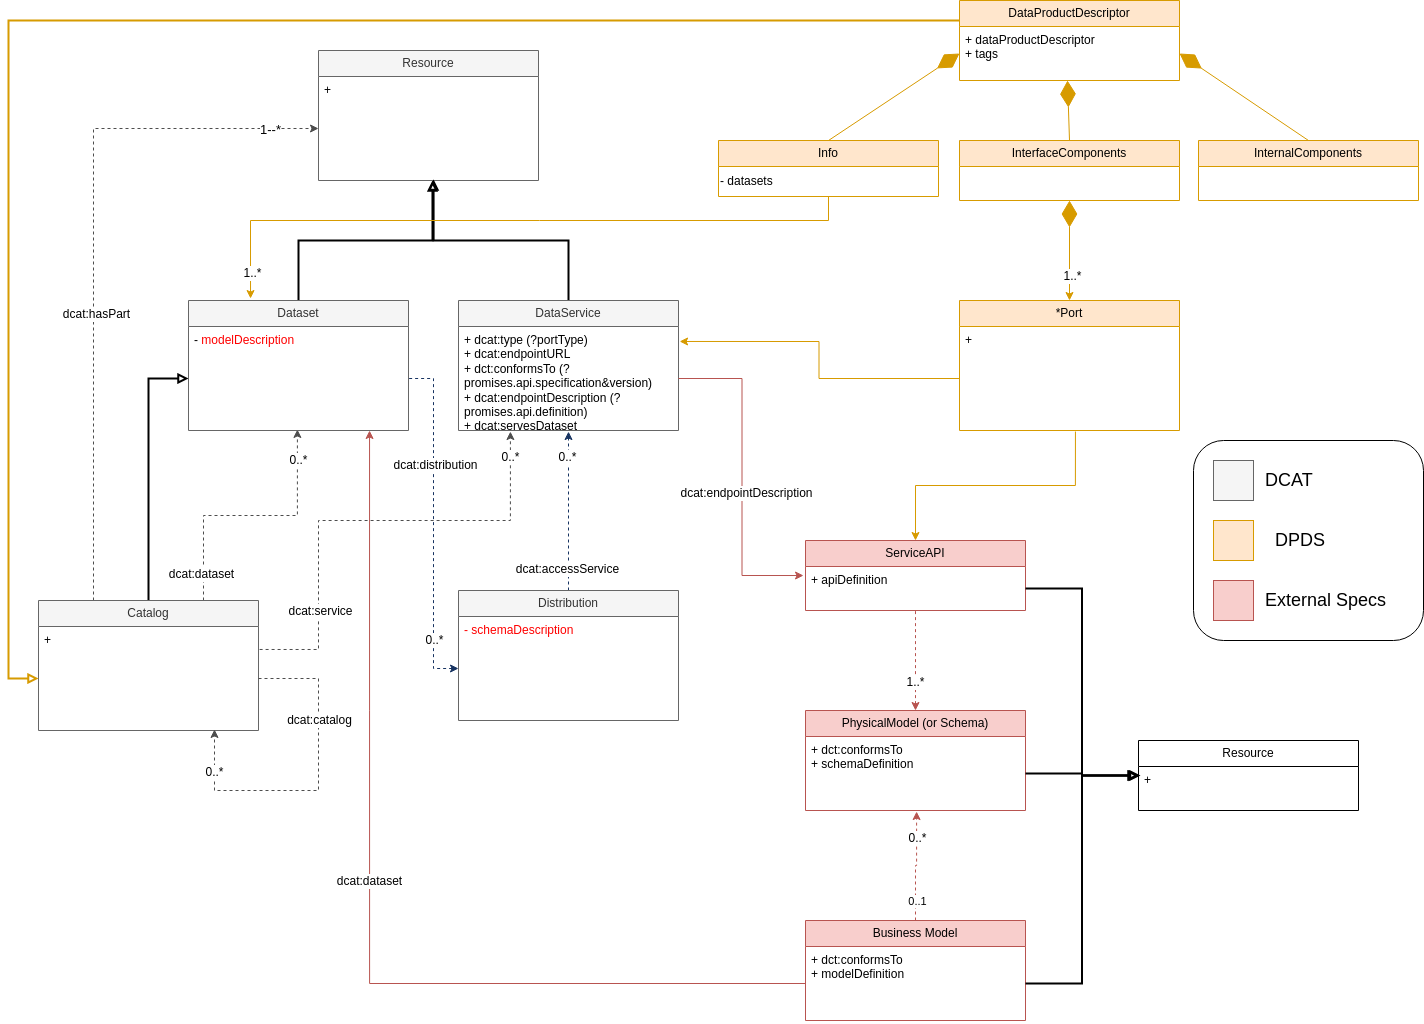 DataProductDescriptor
+ dataProductDescriptor
+ tags
Resource
+
1--*
Info
- datasets
InterfaceComponents
InternalComponents
1..*
1..*
dcat:hasPart
Dataset
- modelDescription
DataService
+ dcat:type (?portType)
+ dcat:endpointURL
+ dct:conformsTo (?
promises.api.specification&version)
+ dcat:endpointDescription (?
promises.api.definition)
+ dcat:servesDataset
*Port
+
0..*
dcat:distribution
0..*
0..*
dcat:endpointDescription
DCAT
DPDS
External Specs
dcat:dataset
dcat:accessService
ServiceAPI
+ apiDefinition
Catalog
+
dcat:service
Distribution
- schemaDescription
0..*
1..*
dcat:catalog
0..*
PhysicalModel (or Schema)
+ dct:conformsTo
+ schemaDefinition
Resource
+
0..*
dcat:dataset
0..1
Business Model
+ dct:conformsTo
+ modelDefinition